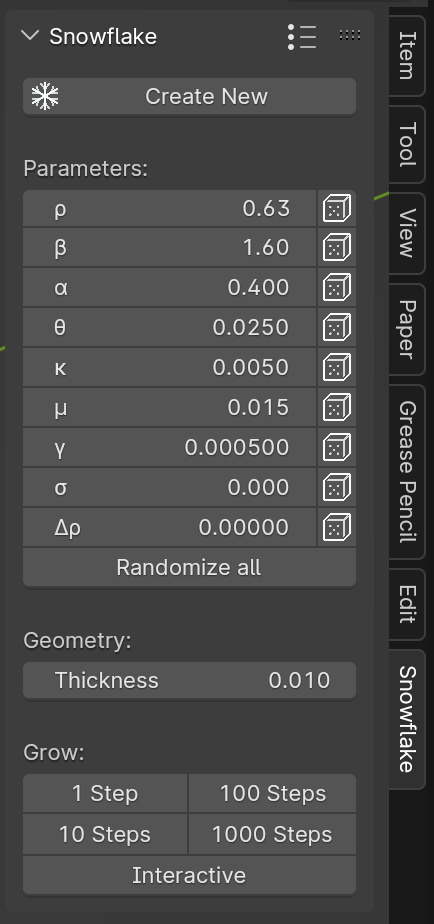 Snowflake
Create New
Parameters:
ρ 0.63
β 1.60
α 0.400
θ 0.0250
κ 0.0050
μ 0.015
γ 0.000500
σ 0.000
Δρ 0.00000
Randomize all
Geometry:
Thickness 0.010
Grow:
1 Step 100 Steps
10 Steps 1000 Steps
Interactive
Item
Tool
View
Paper
Grease Pencil
Edit
Snowflake